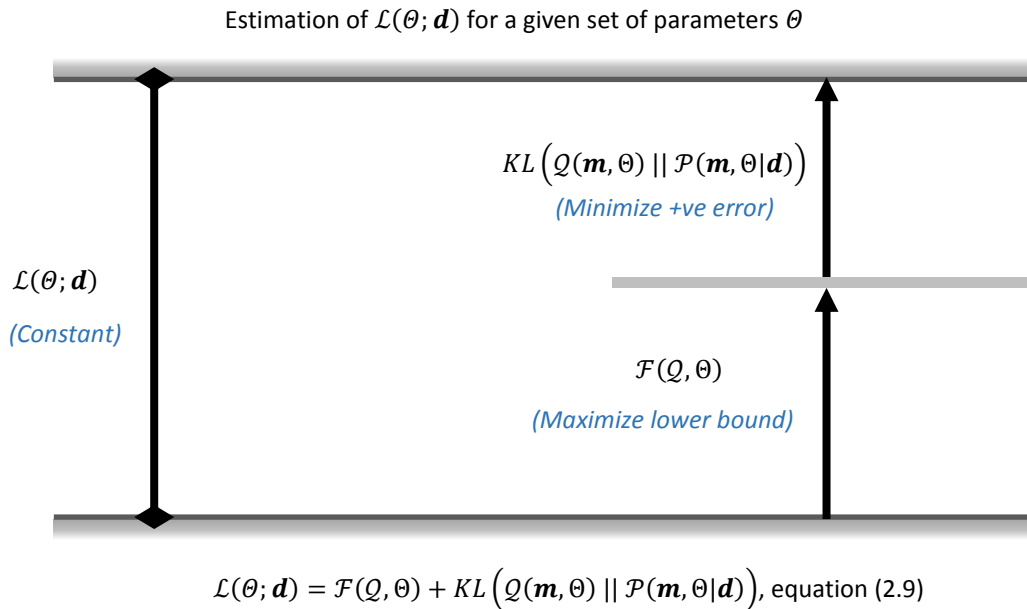 Estimation of ℒ(Θ; 𝒅) for a given set of parameters Θ
KL(𝒬(𝒎, Θ) || 𝒫(𝒎, Θ|𝒅))
(Minimize +ve error)
ℒ(Θ; 𝒅)
(Constant)
ℱ(𝒬, Θ)
(Maximize lower bound)
ℒ(Θ; 𝒅) = ℱ(𝒬, Θ) + KL(𝒬(𝒎, Θ) || 𝒫(𝒎, Θ|𝒅)), equation (2.9)